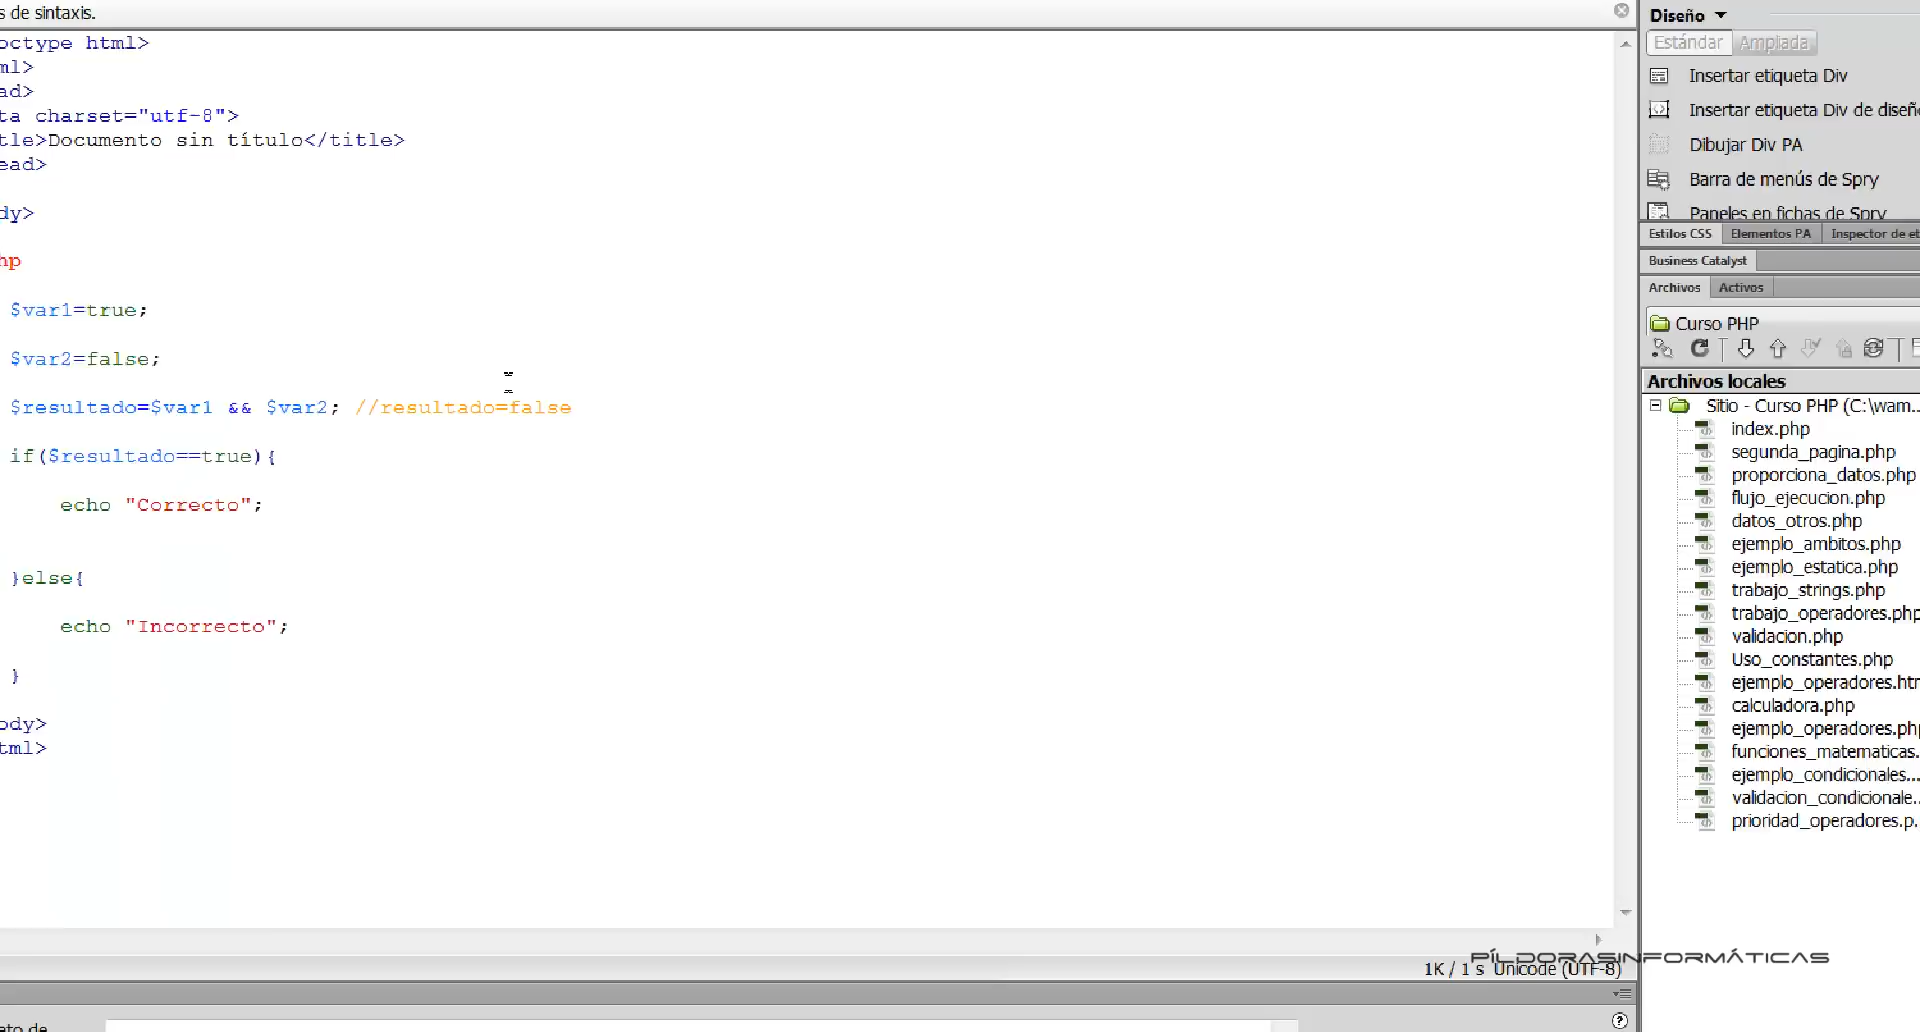 s de sintaxis.
octype html>
ml>
ad>
ta charset="utf-8">
tle>Documento sin título</title>
ead>
dy>
hp
$var1=true;
$var2=false;
$resultado=$var1 && $var2; //resultado=false
if($resultado==true){
echo "Correcto";
}else{
echo "Incorrecto";
}
ody>
tml>
1K / 1 s Unicode (UTF-8)
ato de
Diseño
Estándar Ampliada
Insertar etiqueta Div
Insertar etiqueta Div de diseñ
Dibujar Div PA
Barra de menús de Spry
Paneles en fichas de Spry
Estilos CSS Elementos PA Inspector de et
Business Catalyst
Archivos Activos
Curso PHP
Archivos locales
Sitio - Curso PHP (C:\wam...
index.php
segunda_pagina.php
proporciona_datos.php
flujo_ejecucion.php
datos_otros.php
ejemplo_ambitos.php
ejemplo_estatica.php
trabajo_strings.php
trabajo_operadores.php
validacion.php
Uso_constantes.php
ejemplo_operadores.htm
calculadora.php
ejemplo_operadores.php
funciones_matematicas.
ejemplo_condicionales...
validacion_condicionale..
prioridad_operadores.p.
PÍLDORASINFORMÁTICAS